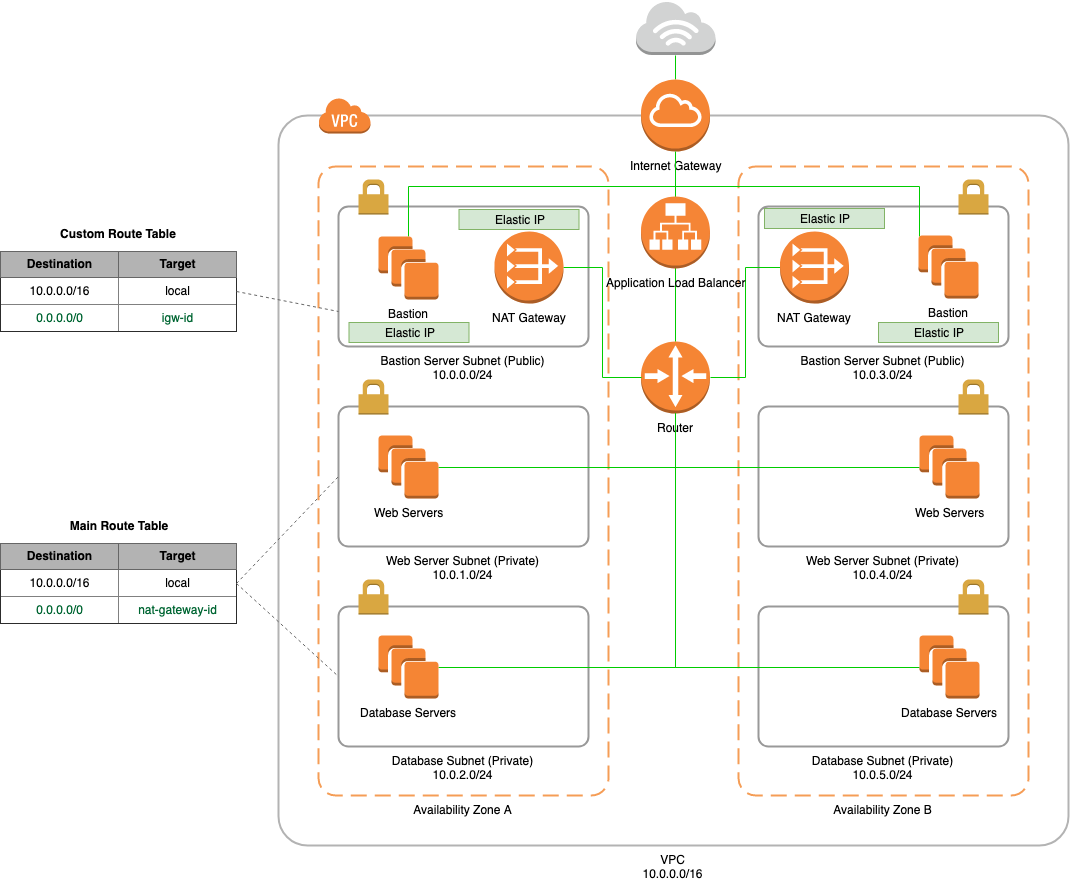 VPC
Internet Gateway
Elastic IP
Elastic IP
Custom Route Table
Destination Target
10.0.0.0/16 local
0.0.0.0/0 igw-id
Application Load Balancer
Bastion
NAT Gateway
NAT Gateway
Bastion
Elastic IP
Elastic IP
Bastion Server Subnet (Public)
10.0.0.0/24
Bastion Server Subnet (Public)
10.0.3.0/24
Router
Web Servers
Web Servers
Main Route Table
Destination Target
10.0.0.0/16 local
0.0.0.0/0 nat-gateway-id
Web Server Subnet (Private)
10.0.1.0/24
Web Server Subnet (Private)
10.0.4.0/24
Database Servers
Database Servers
Database Subnet (Private)
10.0.2.0/24
Database Subnet (Private)
10.0.5.0/24
Availability Zone A
Availability Zone B
VPC
10.0.0.0/16